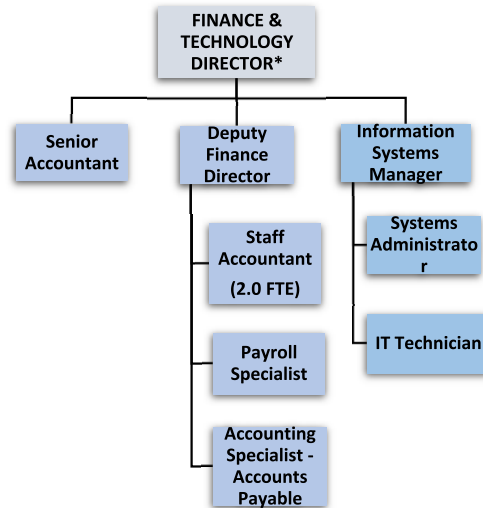 FINANCE &
TECHNOLOGY
DIRECTOR*
Senior
Accountant
Deputy
Finance
Director
Information
Systems
Manager
Staff
Accountant
(2.0 FTE)
Systems
Administrato
r
Payroll
Specialist
IT Technician
Accounting
Specialist -
Accounts
Payable